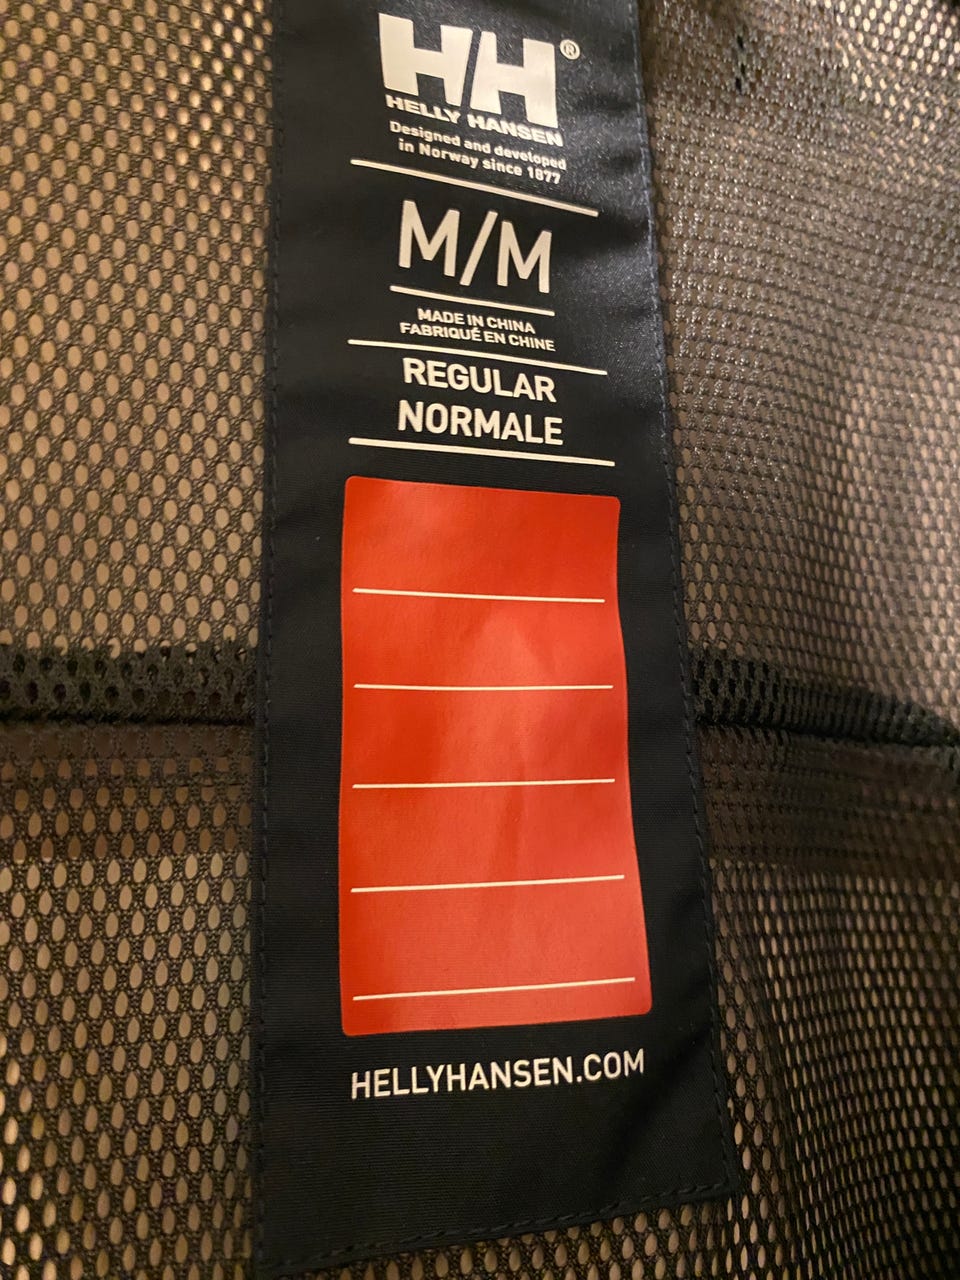 HH®
HELLY HANSEN
Designed and developed
in Norway since 1877
M/M
MADE IN CHINA
FABRIQUÉ EN CHINE
REGULAR
NORMALE
HELLYHANSEN.COM